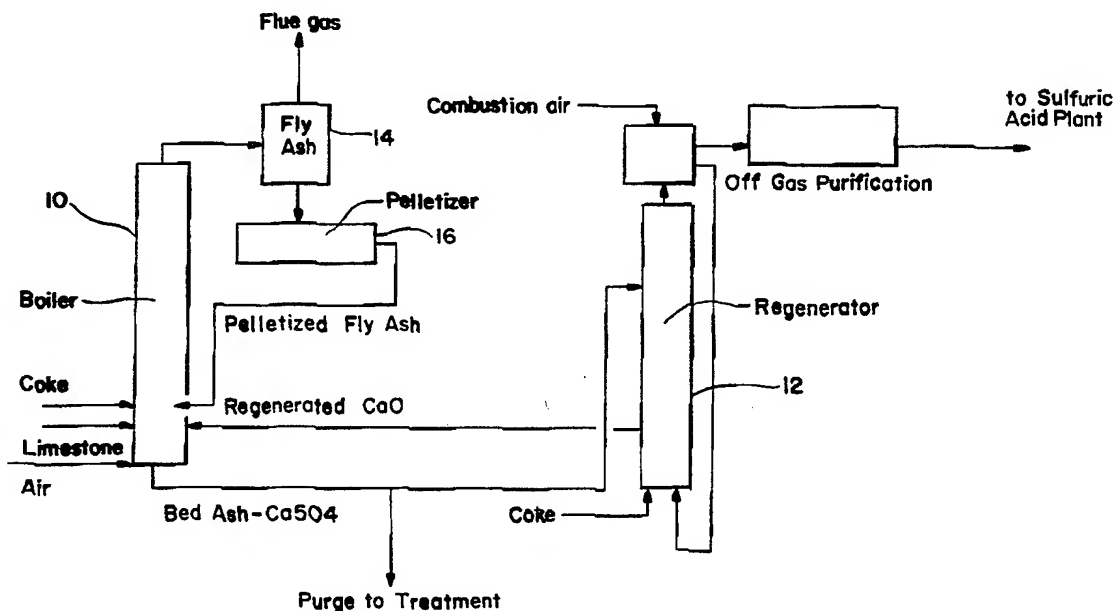 Flue gas
Combustion air
to Sulfuric
Acid Plant
Fly
Ash
14
Off Gas Purification
10
Pelletizer
16
Boiler
Pelletized Fly Ash
Regenerator
12
Coke
Regenerated CaO
Limestone
Air
Bed Ash-Ca504
Coke
Purge to Treatment